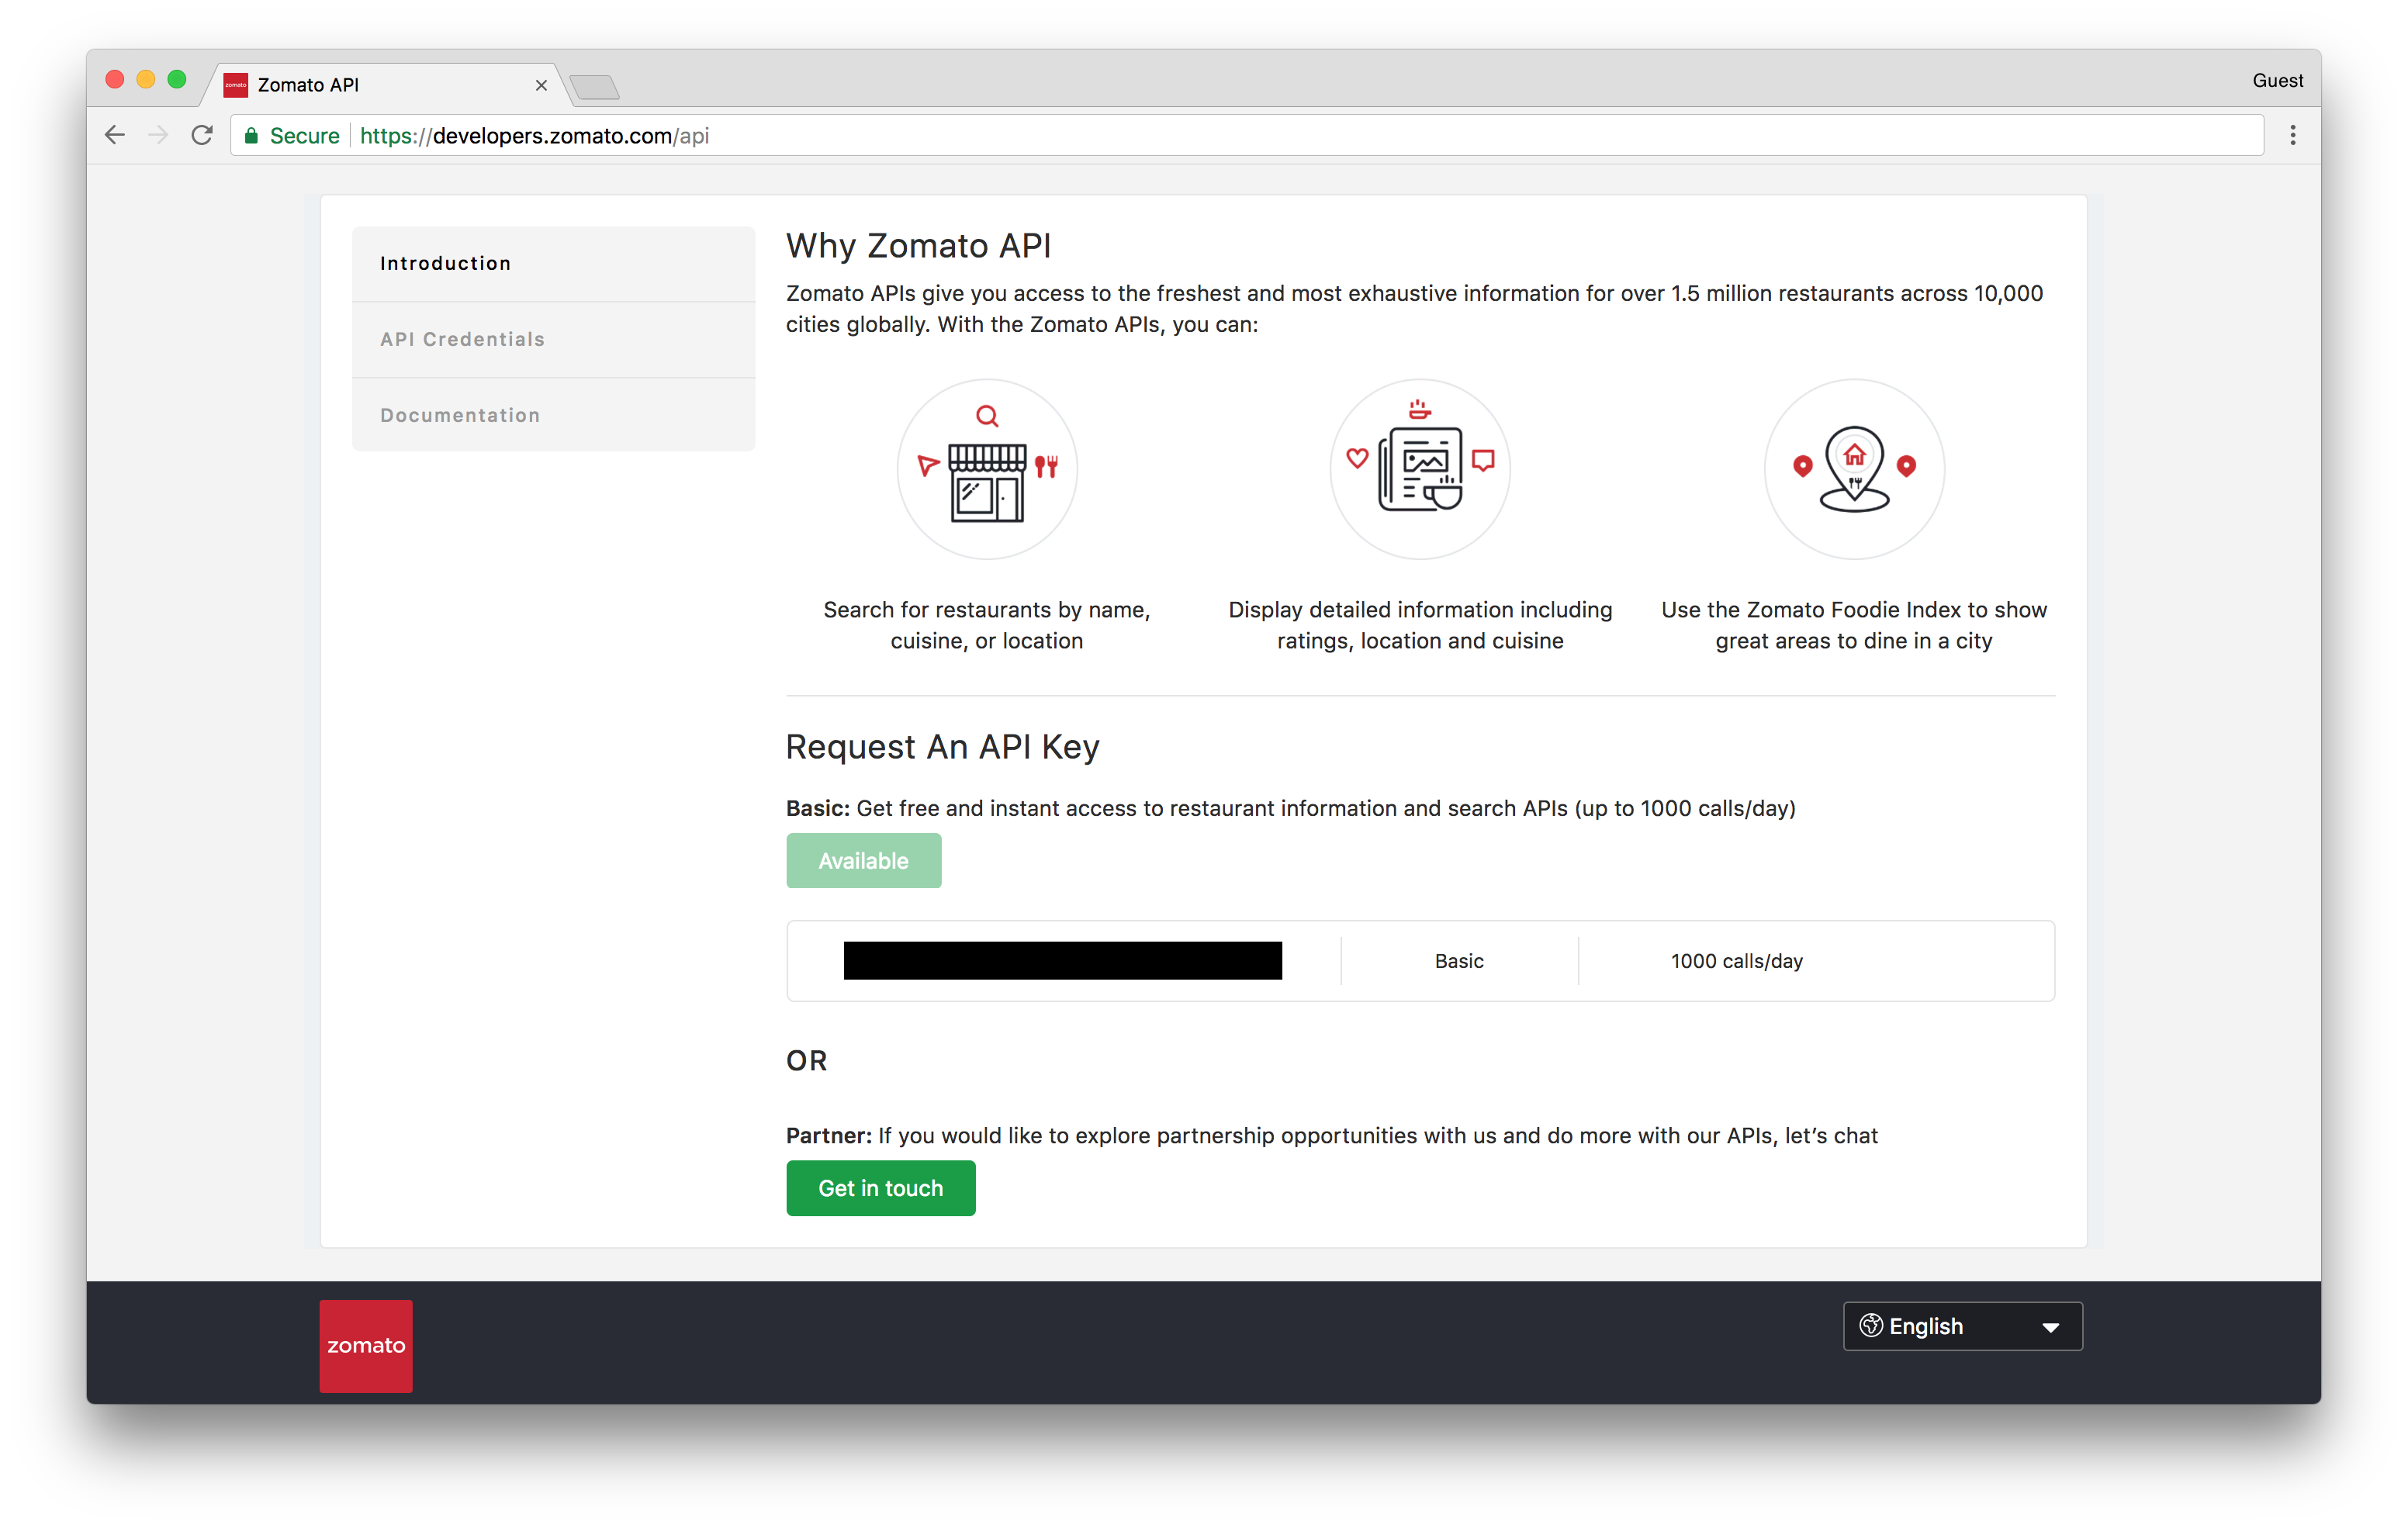 zomato
Zomato API
Guest
Secure
https://developers.zomato.com/api
Introduction
API Credentials
Documentation
Why Zomato API
Zomato APIs give you access to the freshest and most exhaustive information for over 1.5 million restaurants across 10,000
cities globally. With the Zomato APIs, you can:
Search for restaurants by name,
cuisine, or location
Display detailed information including
ratings, location and cuisine
Use the Zomato Foodie Index to show
great areas to dine in a city
Request An API Key
Basic: Get free and instant access to restaurant information and search APIs (up to 1000 calls/day)
Available
Basic
1000 calls/day
OR
Partner: If you would like to explore partnership opportunities with us and do more with our APIs, let’s chat
Get in touch
zomato
English